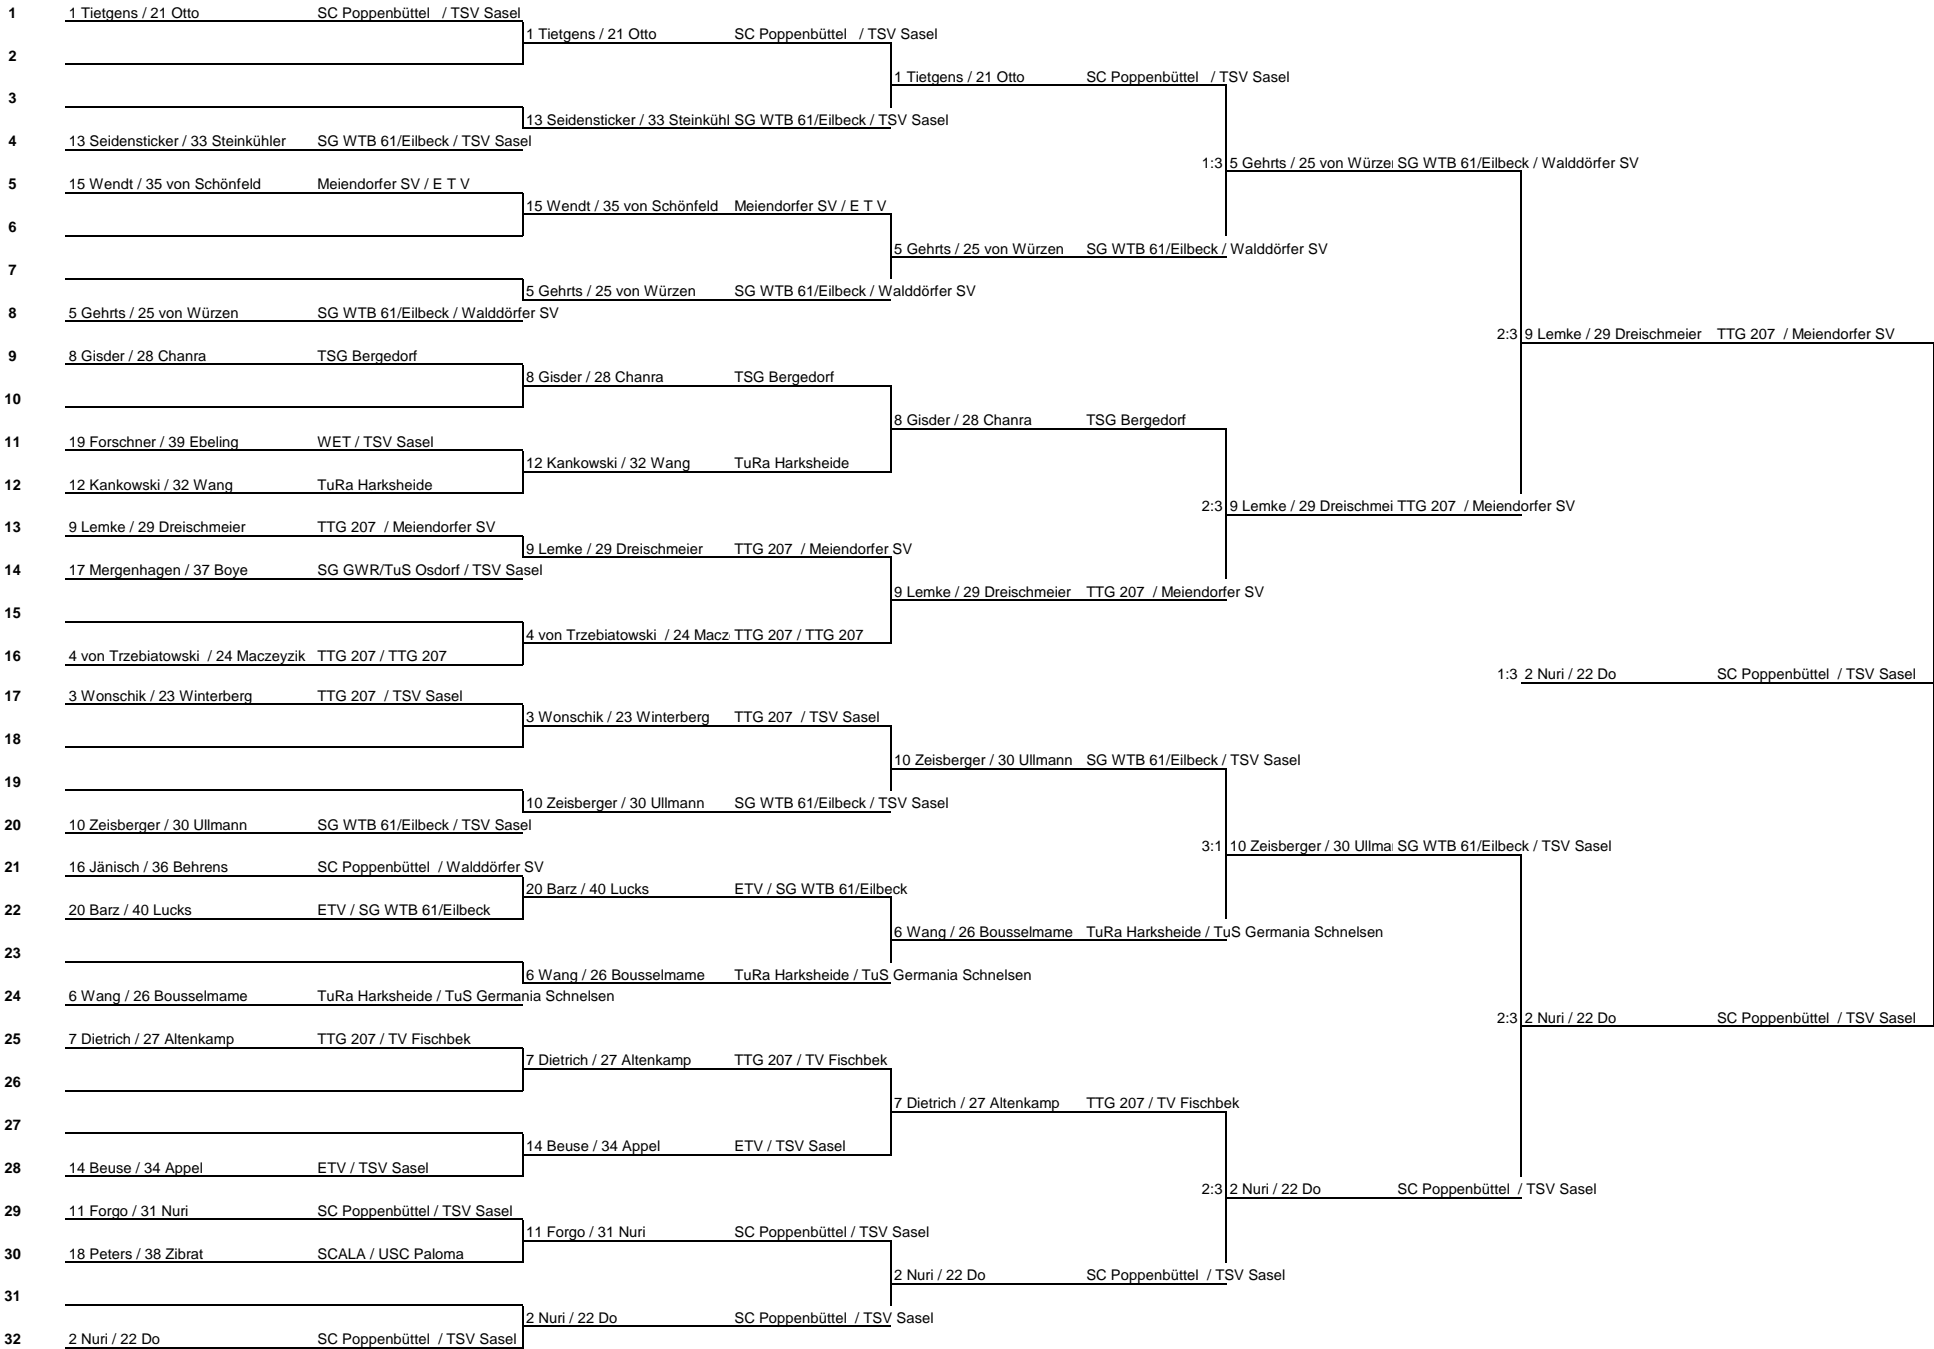 1 1 Tietgens / 21 Otto SC Poppenbüttel / TSV Sasel
1 Tietgens / 21 Otto SC Poppenbüttel / TSV Sasel
2
1 Tietgens / 21 Otto SC Poppenbüttel / TSV Sasel
3
13 Seidensticker / 33 Steinkühl SG WTB 61/Eilbeck / TSV Sasel
4 13 Seidensticker / 33 Steinkühler SG WTB 61/Eilbeck / TSV Sasel
1:3 5 Gehrts / 25 von Würzei SG WTB 61/Eilbeck / Walddörfer SV
5 15 Wendt / 35 von Schönfeld Meiendorfer SV / E T V
15 Wendt / 35 von Schönfeld Meiendorfer SV / E T V
6
5 Gehrts / 25 von Würzen SG WTB 61/Eilbeck / Walddörfer SV
7
5 Gehrts / 25 von Würzen SG WTB 61/Eilbeck / Walddörfer SV
8 5 Gehrts / 25 von Würzen SG WTB 61/Eilbeck / Walddörfer SV
2:3 9 Lemke / 29 Dreischmeier TTG 207 / Meiendorfer SV
9 8 Gisder / 28 Chanra TSG Bergedorf
8 Gisder / 28 Chanra TSG Bergedorf
10
8 Gisder / 28 Chanra TSG Bergedorf
11 19 Forschner / 39 Ebeling WET / TSV Sasel
12 Kankowski / 32 Wang TuRa Harksheide
12 12 Kankowski / 32 Wang TuRa Harksheide
2:3 9 Lemke / 29 Dreischmei TTG 207 / Meiendorfer SV
13 9 Lemke / 29 Dreischmeier TTG 207 / Meiendorfer SV
9 Lemke / 29 Dreischmeier TTG 207 / Meiendorfer SV
14 17 Mergenhagen / 37 Boye SG GWR/TuS Osdorf / TSV Sasel
9 Lemke / 29 Dreischmeier TTG 207 / Meiendorfer SV
15
4 von Trzebiatowski / 24 Macz TTG 207 / TTG 207
16 4 von Trzebiatowski / 24 Maczeyzik TTG 207 / TTG 207
1:3 2 Nuri / 22 Do SC Poppenbüttel / TSV Sasel
17 3 Wonschik / 23 Winterberg TTG 207 / TSV Sasel
3 Wonschik / 23 Winterberg TTG 207 / TSV Sasel
18
10 Zeisberger / 30 Ullmann SG WTB 61/Eilbeck / TSV Sasel
19
10 Zeisberger / 30 Ullmann SG WTB 61/Eilbeck / TSV Sasel
20 10 Zeisberger / 30 Ullmann SG WTB 61/Eilbeck / TSV Sasel
3:1 10 Zeisberger / 30 Ullmai SG WTB 61/Eilbeck / TSV Sasel
21 16 Jänisch / 36 Behrens SC Poppenbüttel / Walddörfer SV
20 Barz / 40 Lucks ETV / SG WTB 61/Eilbeck
22 20 Barz / 40 Lucks ETV / SG WTB 61/Eilbeck
6 Wang / 26 Bousselmame TuRa Harksheide / TuS Germania Schnelsen
23
6 Wang / 26 Bousselmame TuRa Harksheide / TuS Germania Schnelsen
24 6 Wang / 26 Bousselmame TuRa Harksheide / TuS Germania Schnelsen
2:3 2 Nuri / 22 Do SC Poppenbüttel / TSV Sasel
25 7 Dietrich / 27 Altenkamp TTG 207 / TV Fischbek
7 Dietrich / 27 Altenkamp TTG 207 / TV Fischbek
26
7 Dietrich / 27 Altenkamp TTG 207 / TV Fischbek
27
14 Beuse / 34 Appel ETV / TSV Sasel
28 14 Beuse / 34 Appel ETV / TSV Sasel
2:3 2 Nuri / 22 Do SC Poppenbüttel / TSV Sasel
29 11 Forgo / 31 Nuri SC Poppenbüttel / TSV Sasel
11 Forgo / 31 Nuri SC Poppenbüttel / TSV Sasel
30 18 Peters / 38 Zibrat SCALA / USC Paloma
2 Nuri / 22 Do SC Poppenbüttel / TSV Sasel
31
2 Nuri / 22 Do SC Poppenbüttel / TSV Sasel
32 2 Nuri / 22 Do SC Poppenbüttel / TSV Sasel